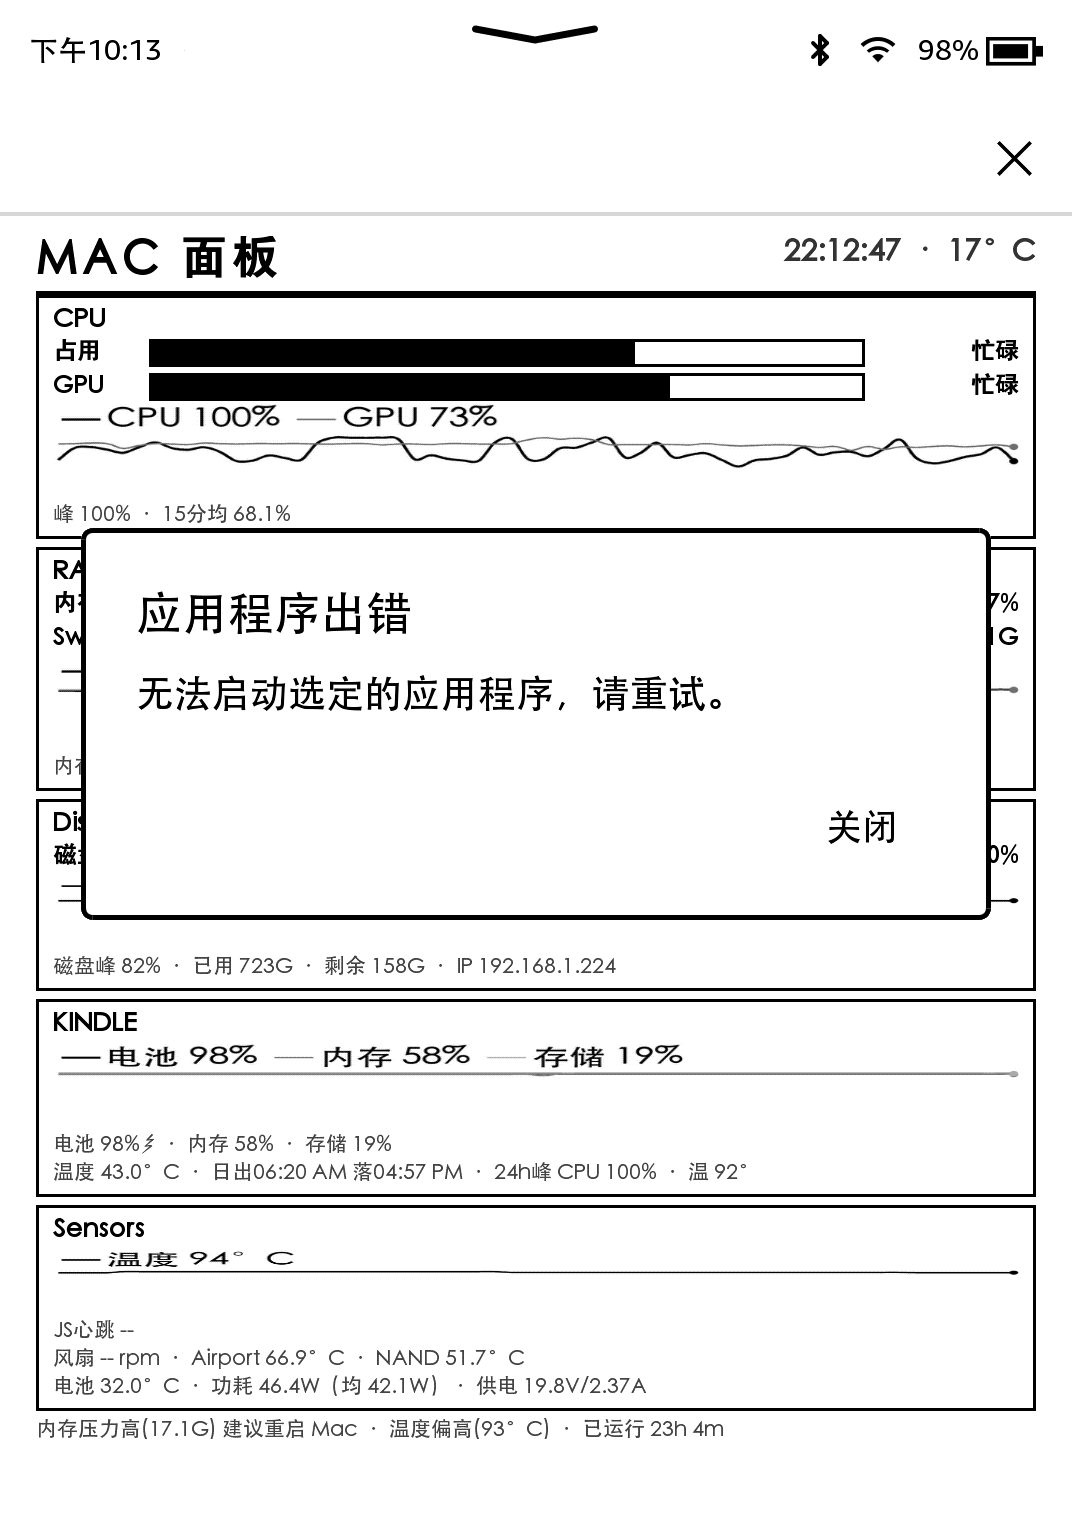 下午10:13
98%
MAC 面板
22:12:47 · 17° C
CPU
占用 忙碌
GPU 忙碌
CPU 100% GPU 73%
峰 100% · 15分均 68.1%
应用程序出错
无法启动选定的应用程序，请重试。
关闭
磁盘峰 82% · 已用 723G · 剩余 158G · IP 192.168.1.224
KINDLE
电池 98% 内存 58% 存储 19%
电池 98%⚡ · 内存 58% · 存储 19%
温度 43.0° C · 日出06:20 AM 落04:57 PM · 24h峰 CPU 100% · 温 92°
Sensors
温度 94° C
JS心跳 --
风扇 -- rpm · Airport 66.9° C · NAND 51.7° C
电池 32.0° C · 功耗 46.4W（均 42.1W） · 供电 19.8V/2.37A
内存压力高(17.1G) 建议重启 Mac · 温度偏高(93° C) · 已运行 23h 4m